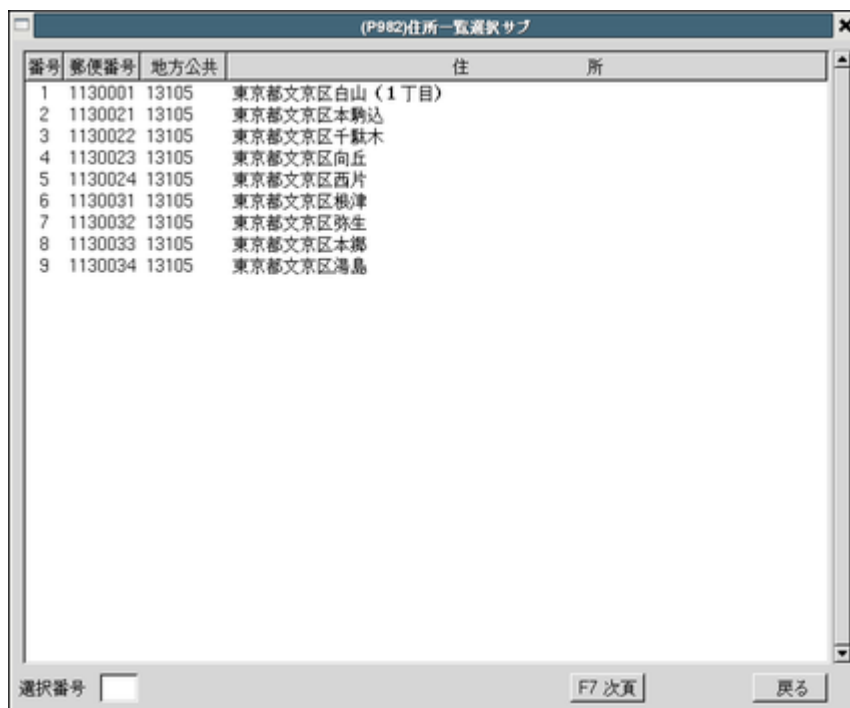 (P982)住所一覧選択サブ
番号 郵便番号 地方公共 住 所
1 1130001 13105 東京都文京区白山(1丁目)
2 1130021 13105 東京都文京区本駒込
3 1130022 13105 東京都文京区千駄木
4 1130023 13105 東京都文京区向丘
5 1130024 13105 東京都文京区西片
6 1130031 13105 東京都文京区根津
7 1130032 13105 東京都文京区弥生
8 1130033 13105 東京都文京区本郷
9 1130034 13105 東京都文京区湯島
選択番号 F7 次頁 戻る